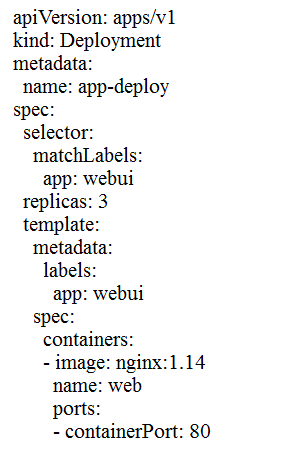 apiVersion: apps/v1
kind: Deployment
metadata:
  name: app-deploy
spec:
  selector:
    matchLabels:
      app: webui
  replicas: 3
  template:
    metadata:
      labels:
        app: webui
    spec:
      containers:
      - image: nginx:1.14
        name: web
        ports:
        - containerPort: 80